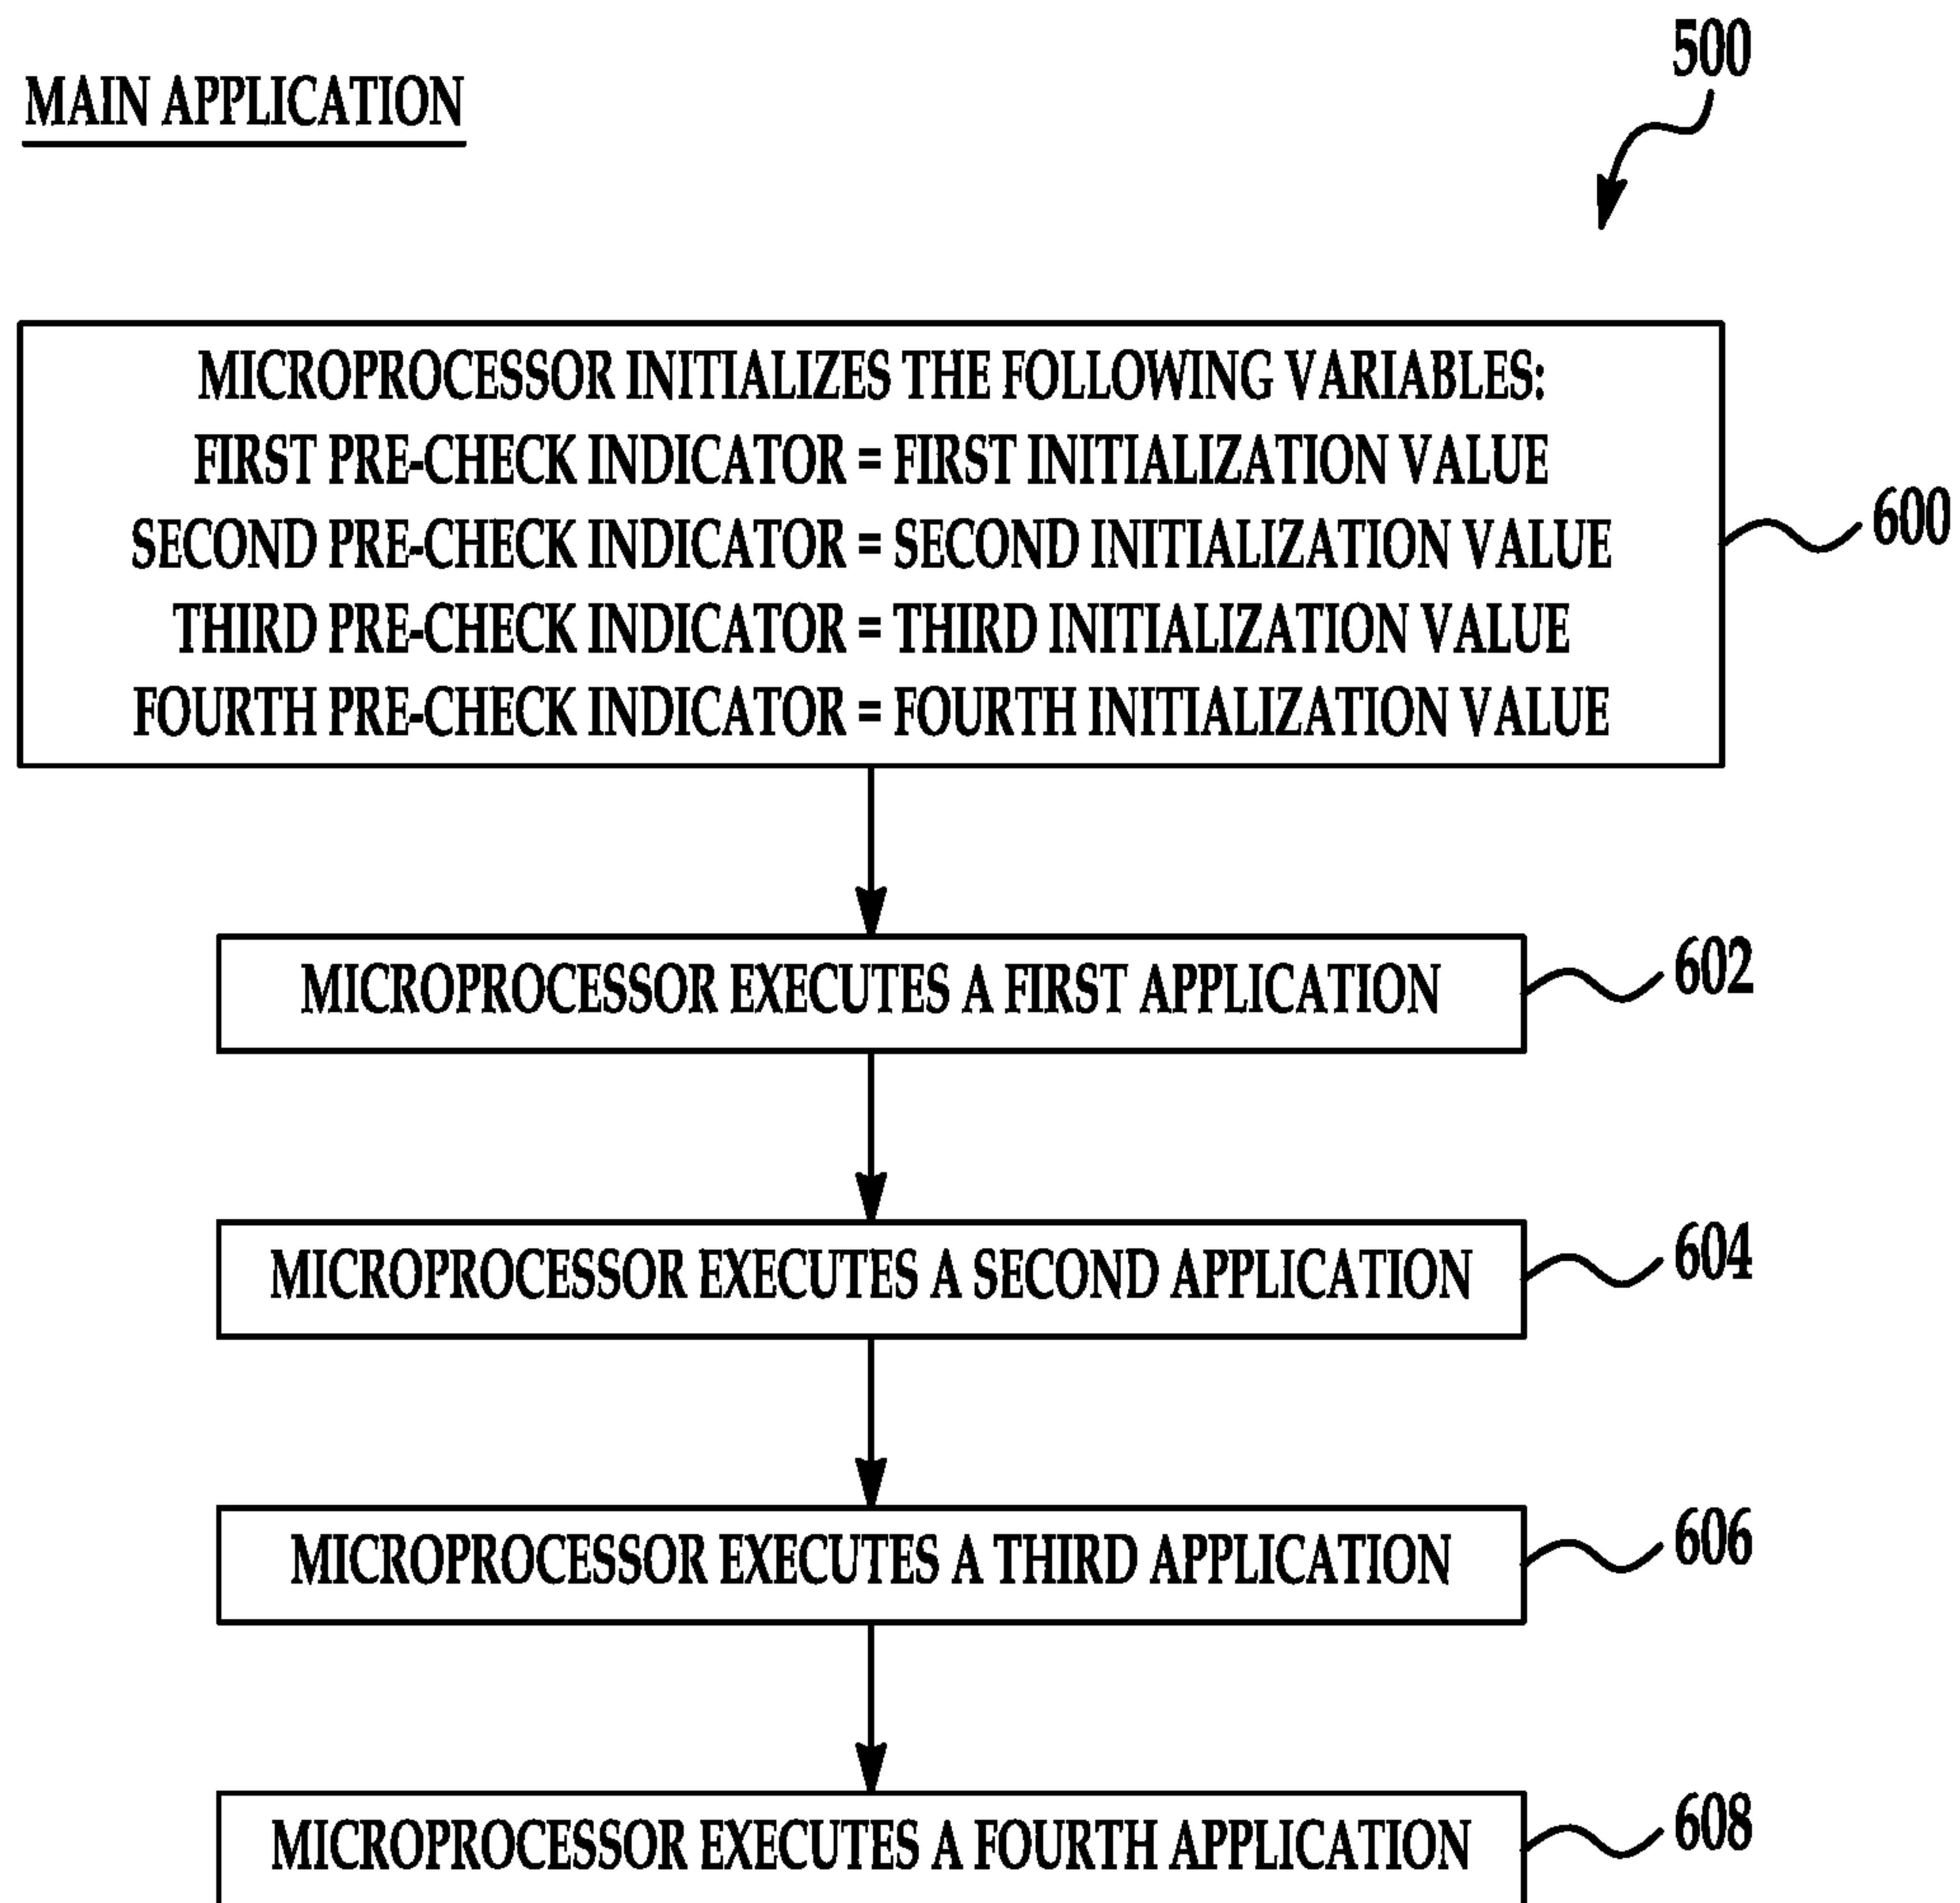 500
MAIN APPLICATION
MICROPROCESSOR INITIALIZES THE FOLLOWING VARIABLES:
FIRST PRE-CHECK INDICATOR = FIRST INITIALIZATION VALUE
SECOND PRE-CHECK INDICATOR = SECOND INITIALIZATION VALUE
THIRD PRE-CHECK INDICATOR = THIRD INITIALIZATION VALUE
FOURTH PRE-CHECK INDICATOR = FOURTH INITIALIZATION VALUE
600
MICROPROCESSOR EXECUTES A FIRST APPLICATION
602
MICROPROCESSOR EXECUTES A SECOND APPLICATION
604
MICROPROCESSOR EXECUTES A THIRD APPLICATION
606
MICROPROCESSOR EXECUTES A FOURTH APPLICATION
608